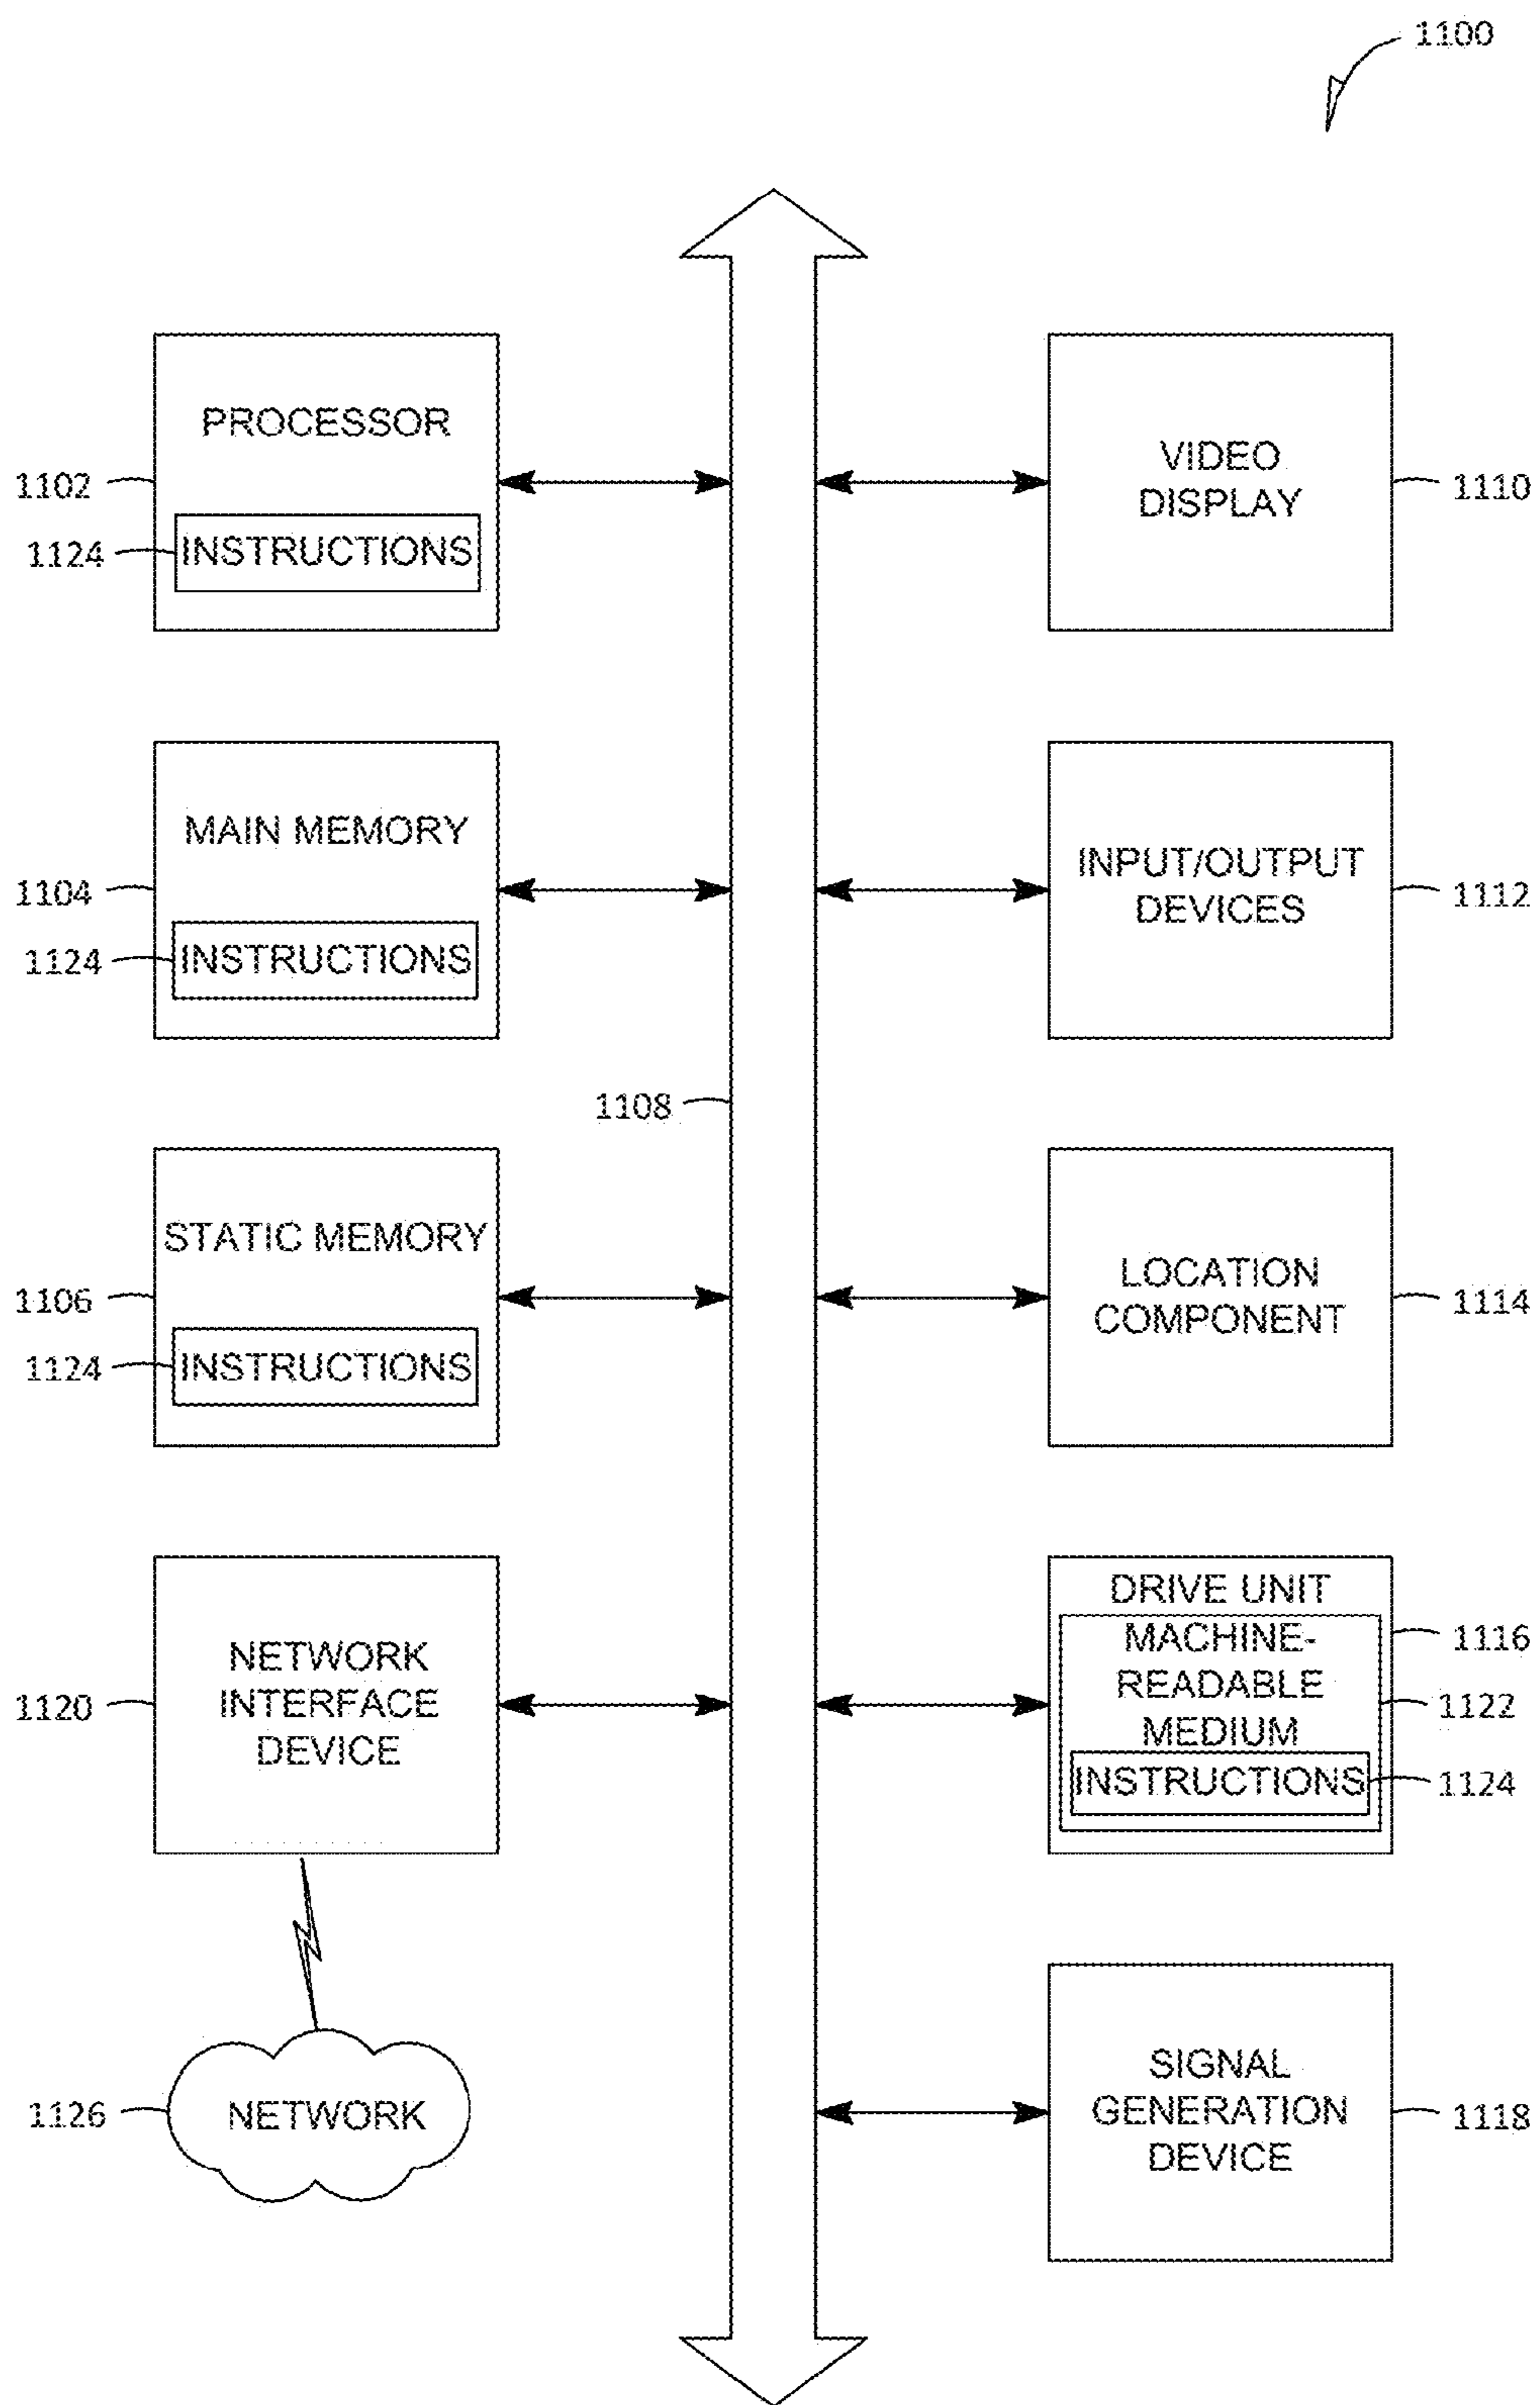 1100
PROCESSOR
1102
1124
INSTRUCTIONS
VIDEO
DISPLAY
1110
MAIN MEMORY
1104
1124
INSTRUCTIONS
INPUT/OUTPUT
DEVICES
1112
1108
STATIC MEMORY
1106
1124
INSTRUCTIONS
LOCATION
COMPONENT
1114
NETWORK
INTERFACE
DEVICE
1120
DRIVE UNIT
MACHINE-
READABLE
MEDIUM
INSTRUCTIONS
1116
1122
1124
1126
NETWORK
SIGNAL
GENERATION
DEVICE
1118